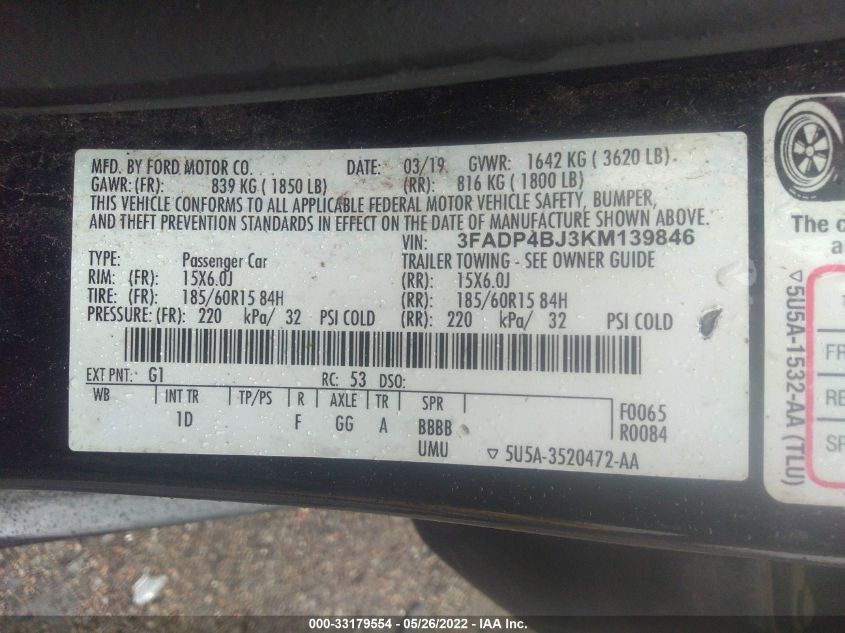 MFD. BY FORD MOTOR CO. DATE: 03/19 GVWR: 1642 KG ( 3620 LB)
GAWR: (FR): 839 KG ( 1850 LB) (RR): 816 KG ( 1800 LB)
THIS VEHICLE CONFORMS TO ALL APPLICABLE FEDERAL MOTOR VEHICLE SAFETY, BUMPER,
AND THEFT PREVENTION STANDARDS IN EFFECT ON THE DATE OF MANUFACTURE SHOWN ABOVE.
VIN: 3FADP4BJ3KM139846
TYPE: Passenger Car TRAILER TOWING - SEE OWNER GUIDE
RIM: (FR): 15X6.0J (RR): 15X6.0J
TIRE: (FR): 185/60R15 84H (RR): 185/60R15 84H
PRESSURE: (FR): 220 kPa/ 32 PSI COLD (RR): 220 kPa/ 32 PSI COLD
EXT PNT: G1 RC: 53 DSO:
WB INT TR TP/PS R AXLE TR SPR
1D F GG A BBBB
UMU
F0065
R0084
▽ 5U5A-3520472-AA
The c
a
▽5U5A-1532-AA (TLU)
FR
RE
SP
000-33179554 - 05/26/2022 - IAA Inc.